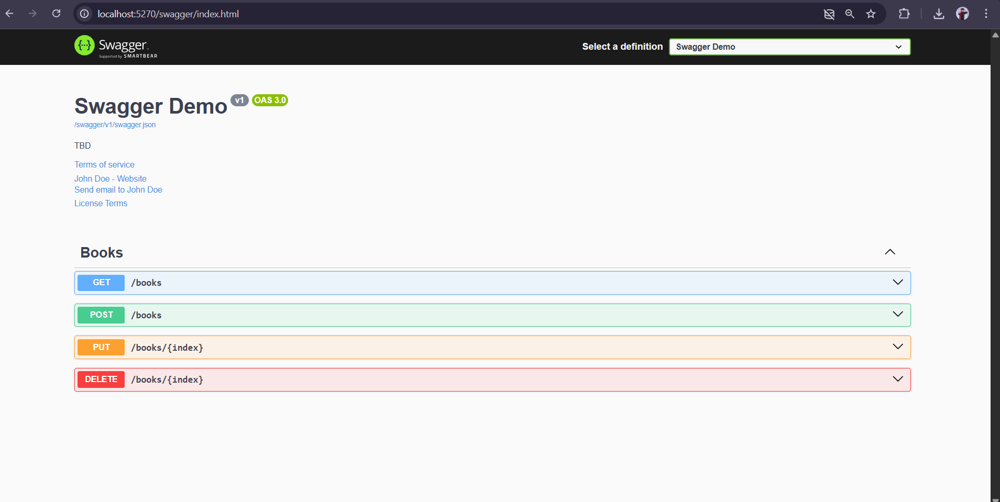 localhost:5270/swagger/index.html
Swagger
Supported by SMARTBEAR
Select a definition
Swagger Demo
Swagger Demo v1 OAS 3.0
/swagger/v1/swagger.json
TBD
Terms of service
John Doe - Website
Send email to John Doe
License Terms
Books
GET /books
POST /books
PUT /books/{index}
DELETE /books/{index}